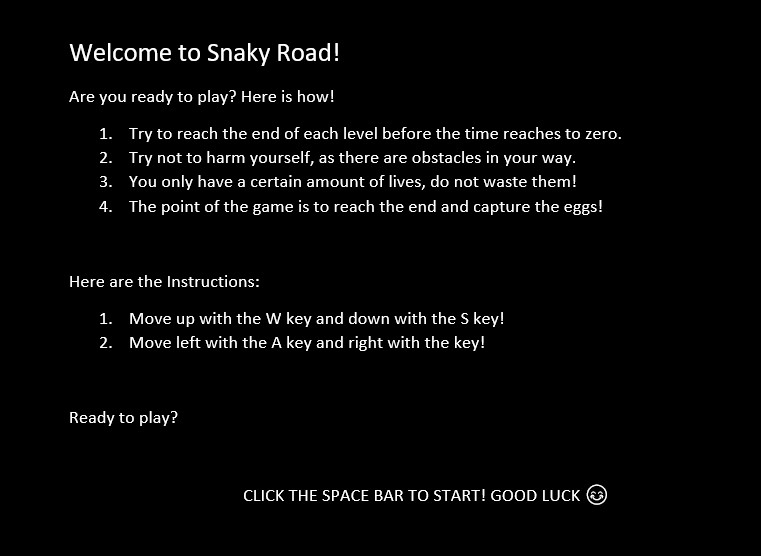 Welcome to Snaky Road!
Are you ready to play? Here is how!
1. Try to reach the end of each level before the time reaches to zero.
2. Try not to harm yourself, as there are obstacles in your way.
3. You only have a certain amount of lives, do not waste them!
4. The point of the game is to reach the end and capture the eggs!
Here are the Instructions:
1. Move up with the W key and down with the S key!
2. Move left with the A key and right with the key!
Ready to play?
CLICK THE SPACE BAR TO START! GOOD LUCK 😊